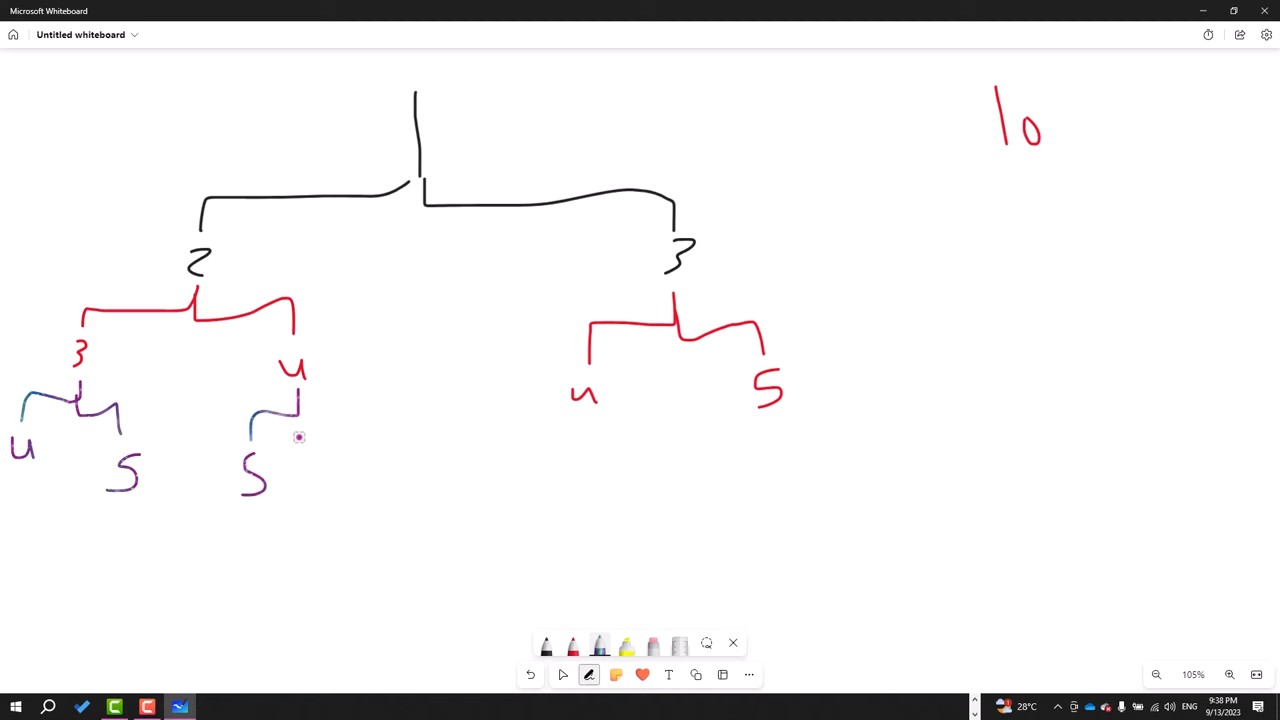 Microsoft Whiteboard
Untitled whiteboard
10
2 3
3 4 4 5
4 5 5
105%
28°C
ENG
9:38 PM
9/13/2023